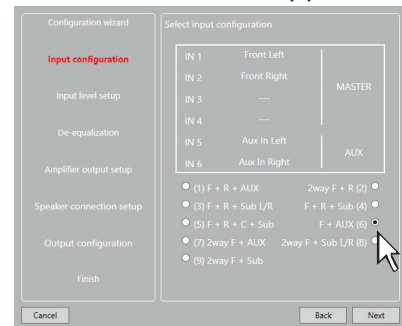 Configuration wizard
Input configuration
Input level setup
De-equalization
Amplifier output setup
Speaker connection setup
Output configuration
Finish
Select input configuration
IN 1 Front Left
IN 2 Front Right
IN 3 ---
IN 4 ---
MASTER
IN 5 Aux In Left
IN 6 Aux In Right
AUX
(1) F + R + AUX 2way F + R (2)
(3) F + R + Sub L/R F + R + Sub (4)
(5) F + R + C + Sub F + AUX (6)
(7) 2way F + AUX 2way F + Sub L/R (8)
(9) 2way F + Sub
Cancel Back Next